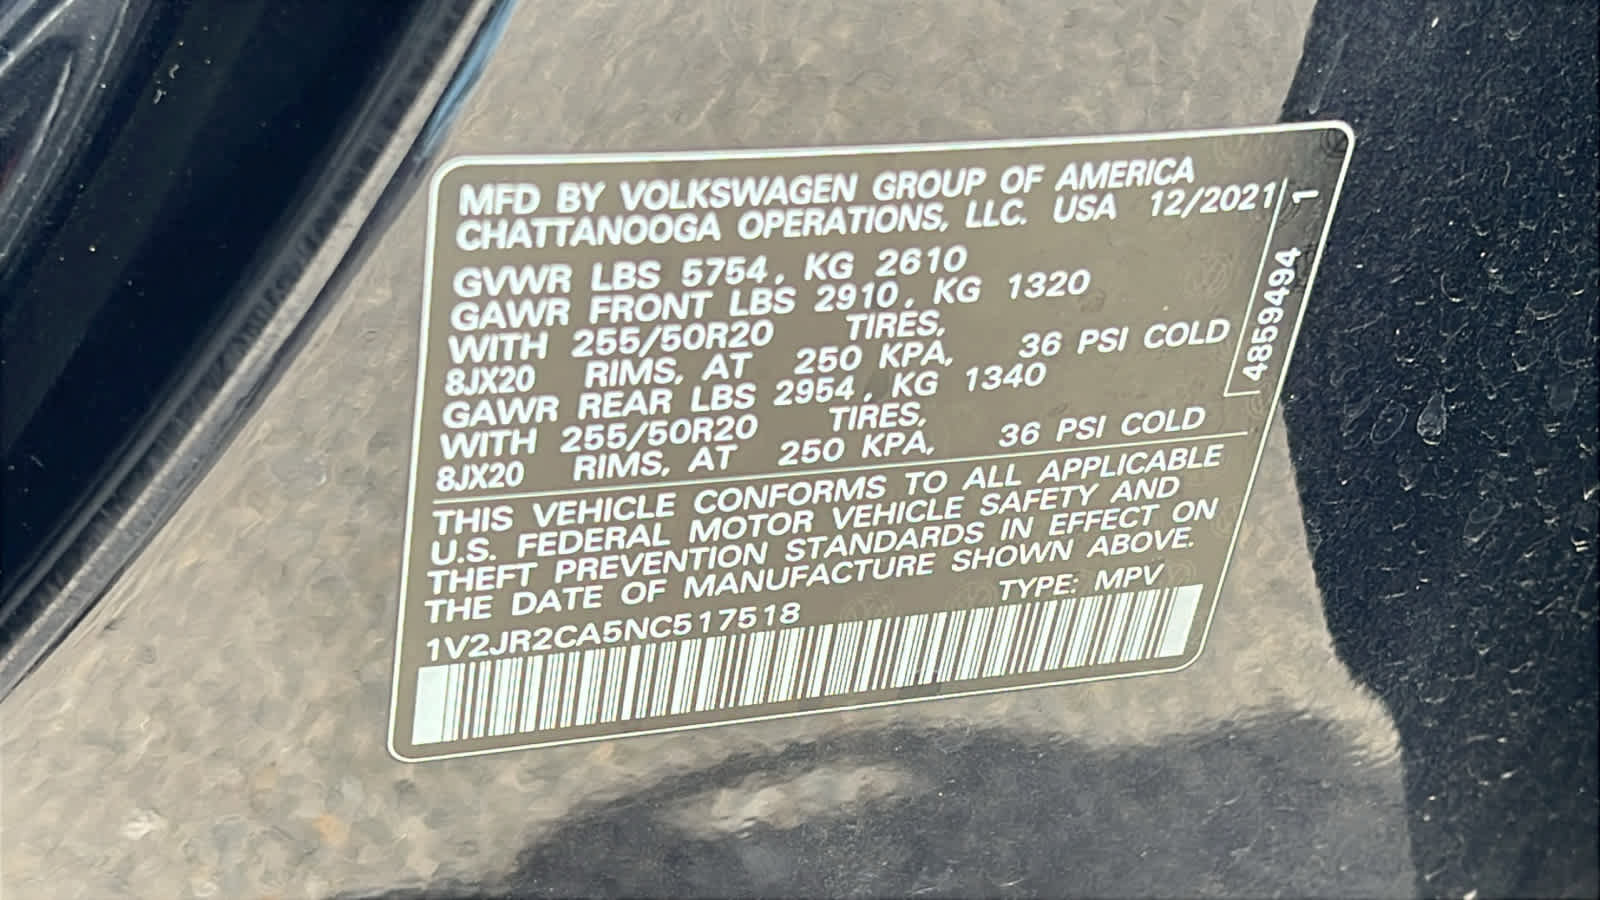 MFD BY VOLKSWAGEN GROUP OF AMERICA
CHATTANOOGA OPERATIONS, LLC. USA 12/2021
GVWR LBS 5754, KG 2610
GAWR FRONT LBS 2910, KG 1320
WITH 255/50R20 TIRES,
8JX20 RIMS, AT 250 KPA, 36 PSI COLD
GAWR REAR LBS 2954, KG 1340
WITH 255/50R20 TIRES,
8JX20 RIMS, AT 250 KPA, 36 PSI COLD
THIS VEHICLE CONFORMS TO ALL APPLICABLE
U.S. FEDERAL MOTOR VEHICLE SAFETY AND
THEFT PREVENTION STANDARDS IN EFFECT ON
THE DATE OF MANUFACTURE SHOWN ABOVE.
1V2JR2CA5NC517518 TYPE: MPV
4859494 1